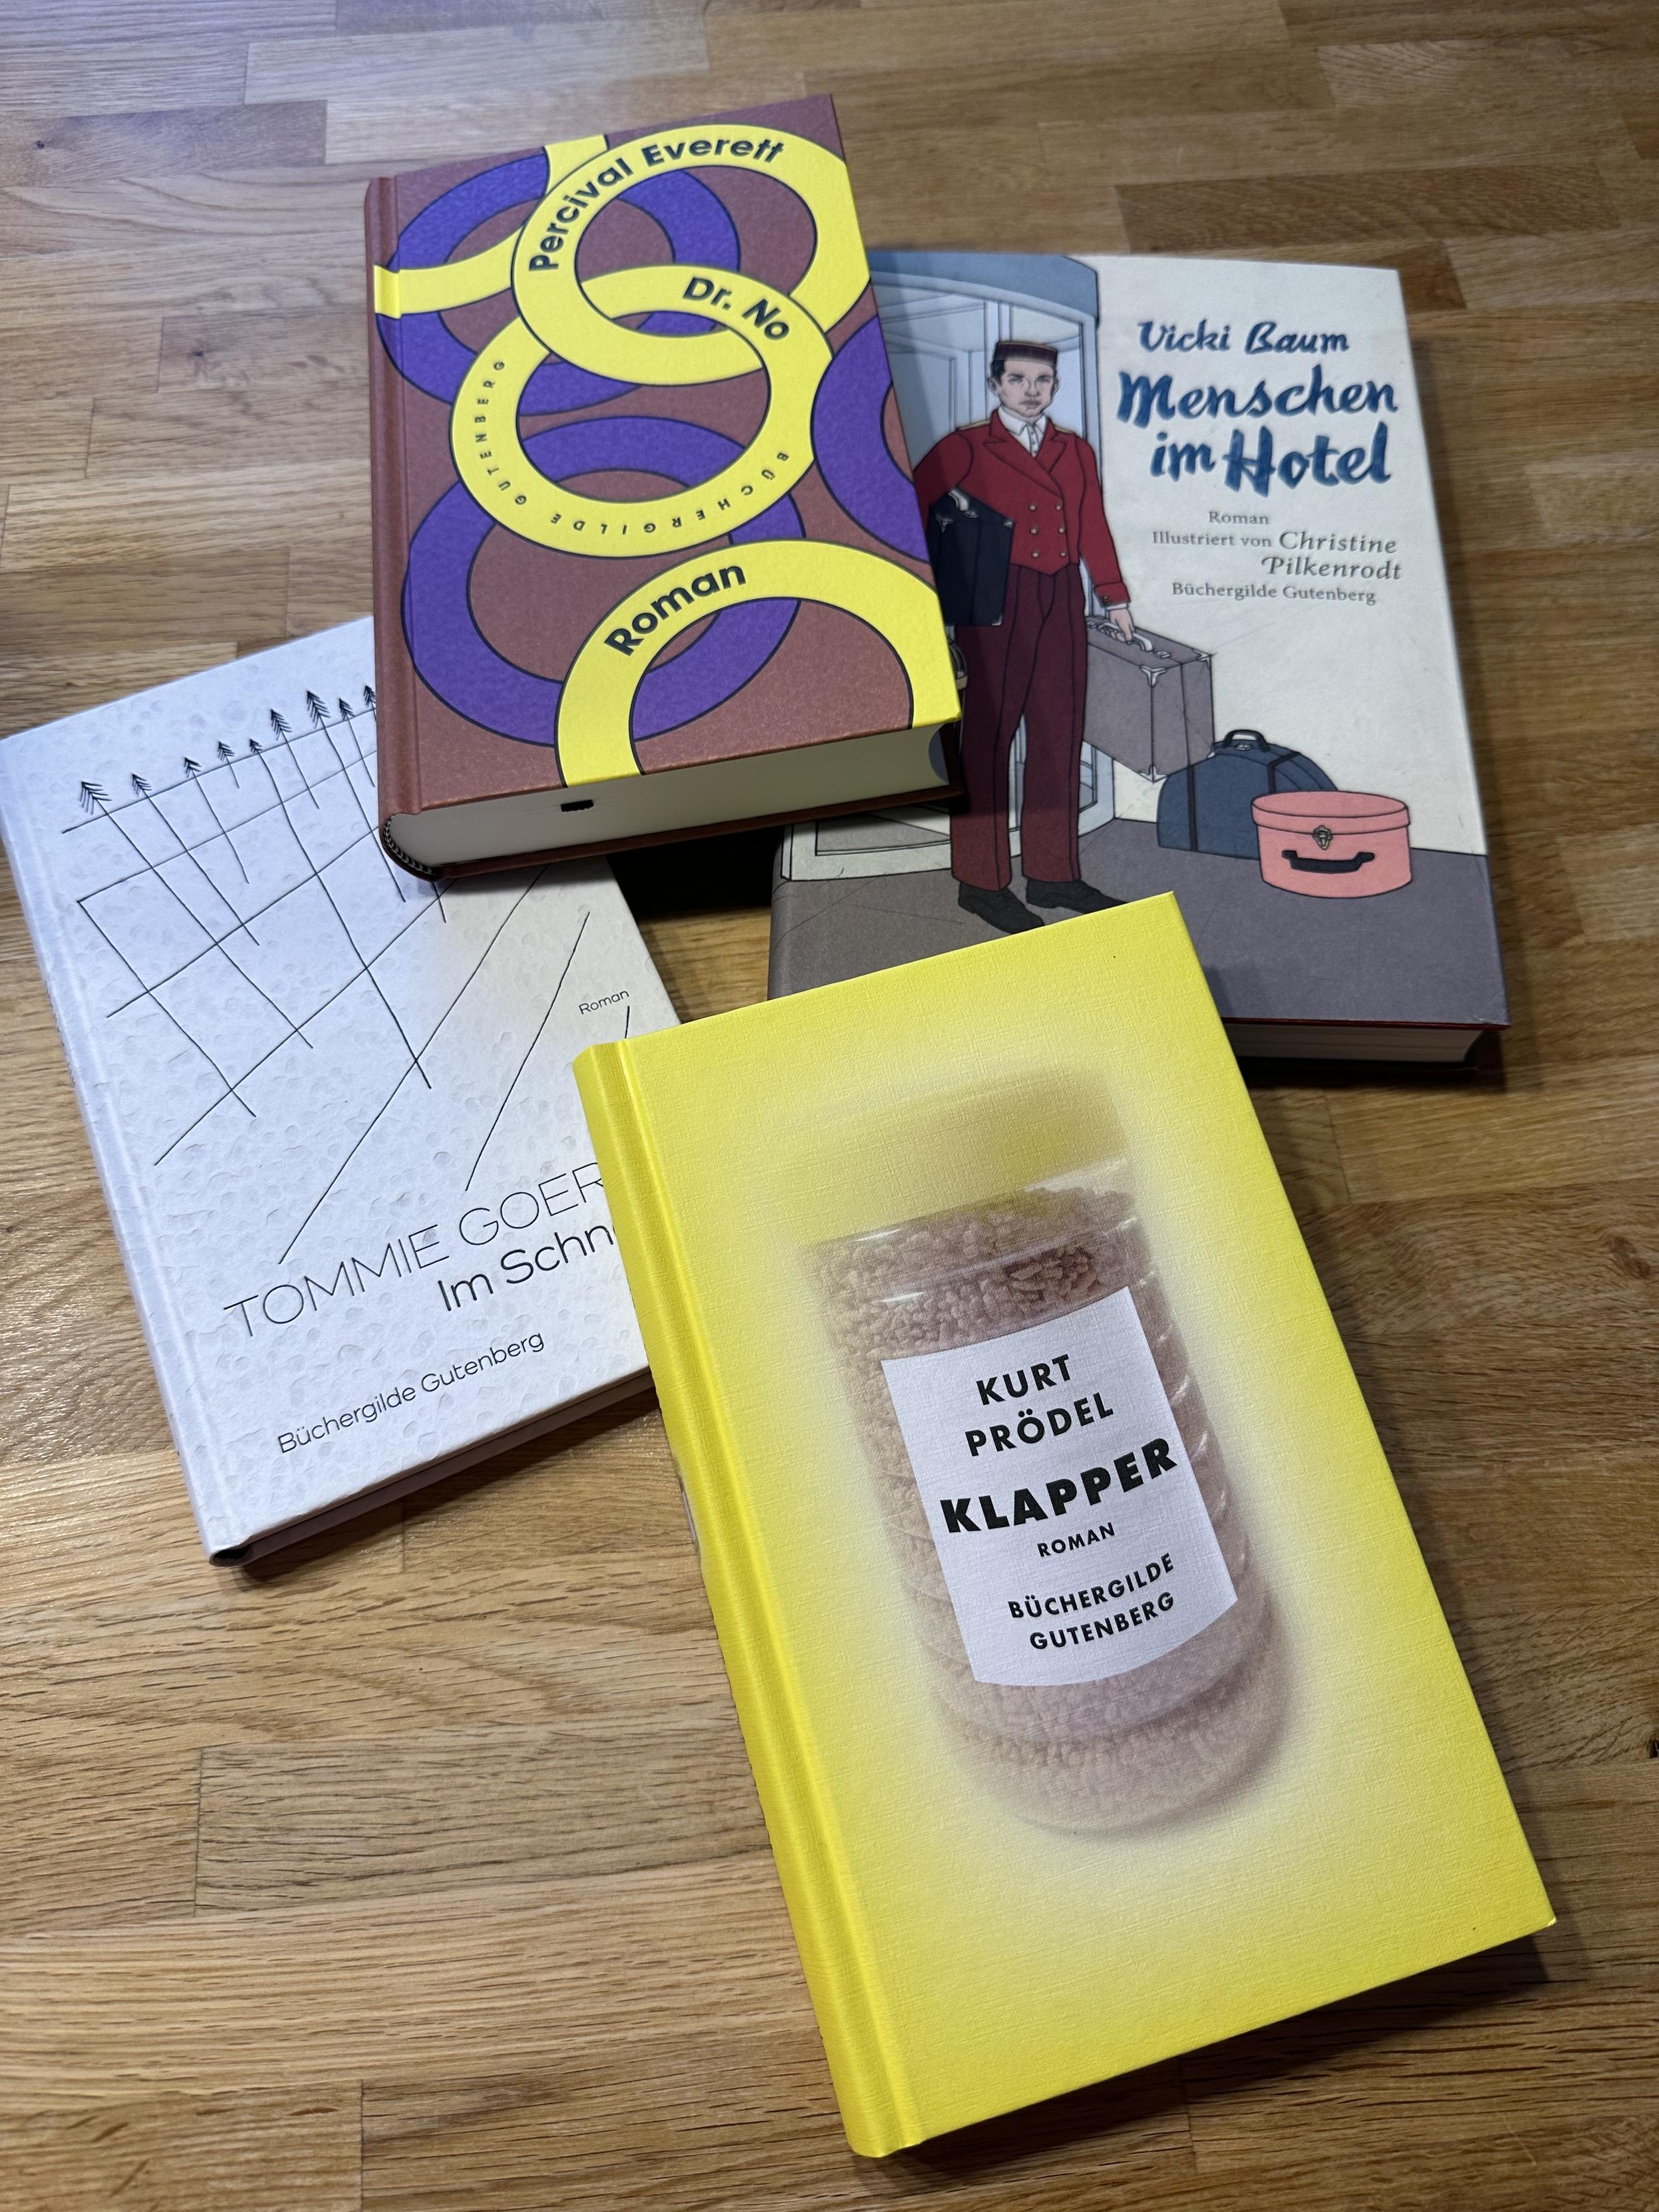 Percival Everett
Dr. No
BÜCHERGILDE GUTENBERG
Roman
Vicki Baum
Menschen
im Hotel
Roman
Illustriert von Christine
Pilkenrodt
Büchergilde Gutenberg
Roman
TOMMIE GOER
Im Schn
Büchergilde Gutenberg
KURT
PRÖDEL
KLAPPER
ROMAN
BÜCHERGILDE
GUTENBERG